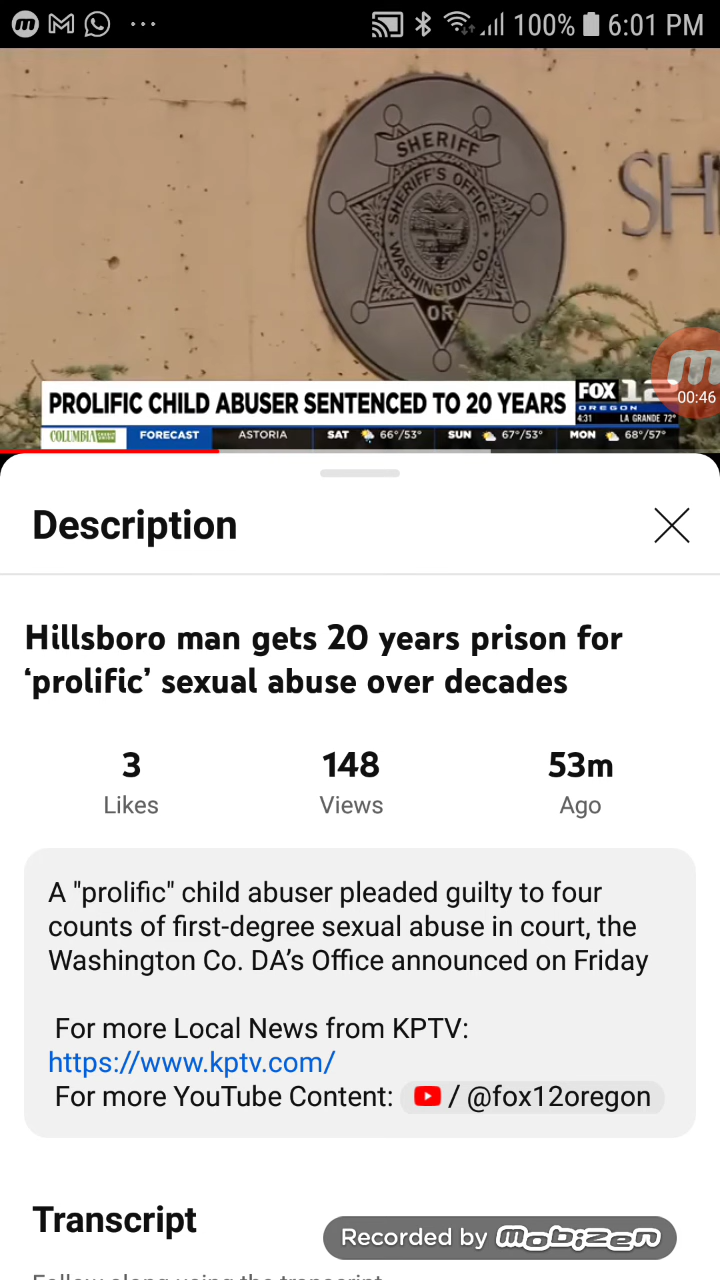 100% 6:01 PM
SHERIFF
SHERIFF'S OFFICE
WASHINGTON CO.
OR
SH
00:46
PROLIFIC CHILD ABUSER SENTENCED TO 20 YEARS
FOX 12
OREGON
4:31 LA GRANDE 72°
COLUMBIA FORECAST ASTORIA SAT 66°/53° SUN 67°/53° MON 68°/57°
Description
Hillsboro man gets 20 years prison for
‘prolific’ sexual abuse over decades
3 148 53m
Likes Views Ago
A "prolific" child abuser pleaded guilty to four
counts of first-degree sexual abuse in court, the
Washington Co. DA’s Office announced on Friday
For more Local News from KPTV:
https://www.kptv.com/
For more YouTube Content: / @fox12oregon
Transcript
Recorded by mobizen
Follow along using the transcript.